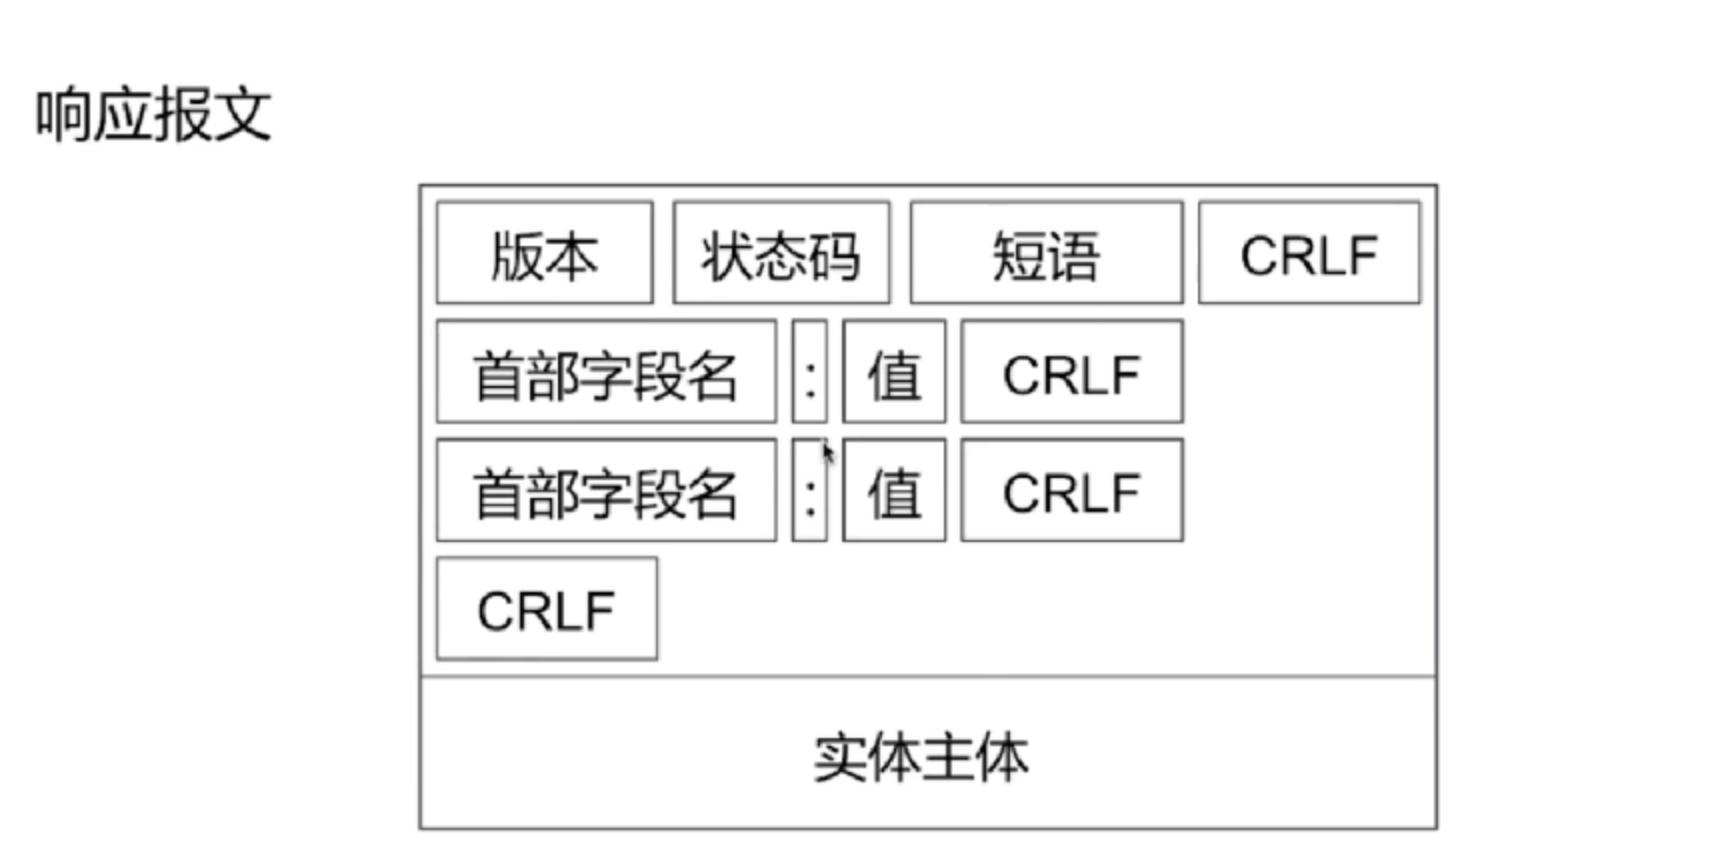 响应报文
版本 状态码 短语 CRLF
首部字段名 : 值 CRLF
首部字段名 : 值 CRLF
CRLF
实体主体